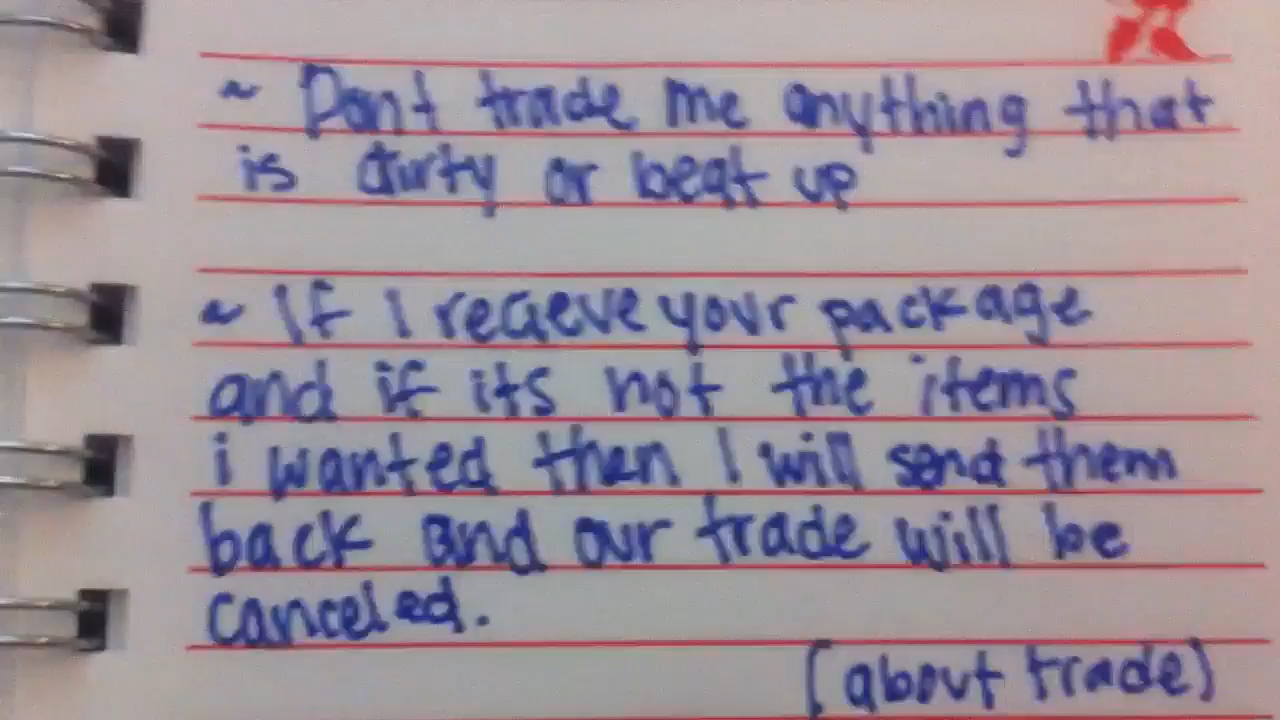 ~ Dont trade me anything that
is dirty or beat up
~ If I recieve your package
and if its not the items
i wanted then I will send them
back and our trade will be
canceled.
(about trade)